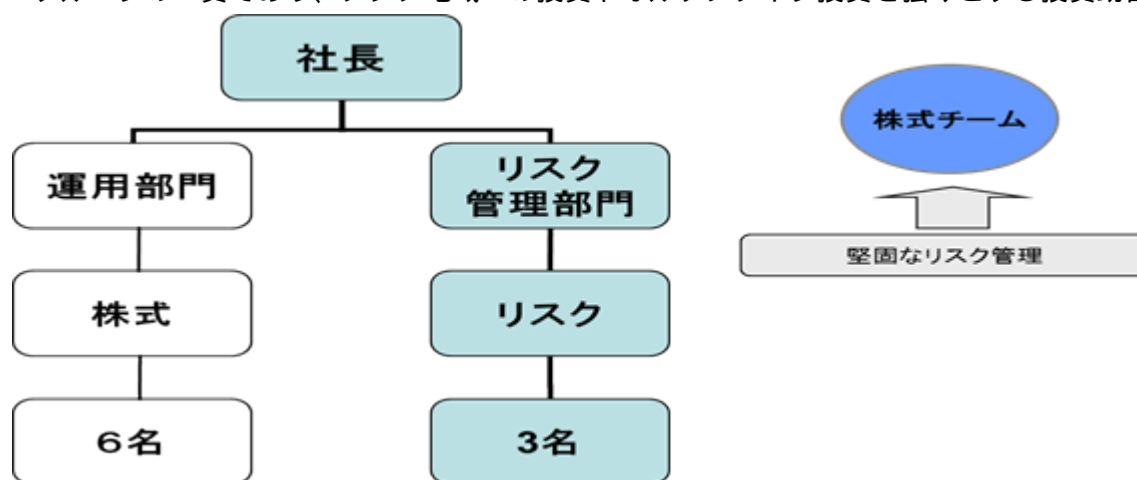 社長
運用部門
リスク
管理部門
株式
リスク
６名
3名
株式チーム
堅固なリスク管理